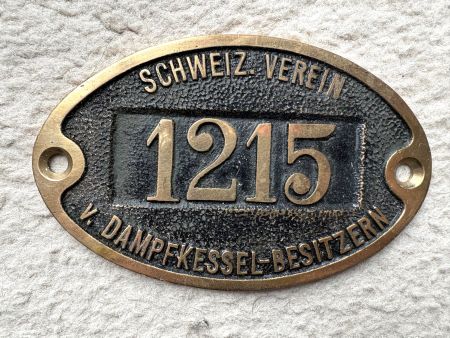 SCHWEIZ. VEREIN
1215
v. DAMPFKESSEL-BESITZERN